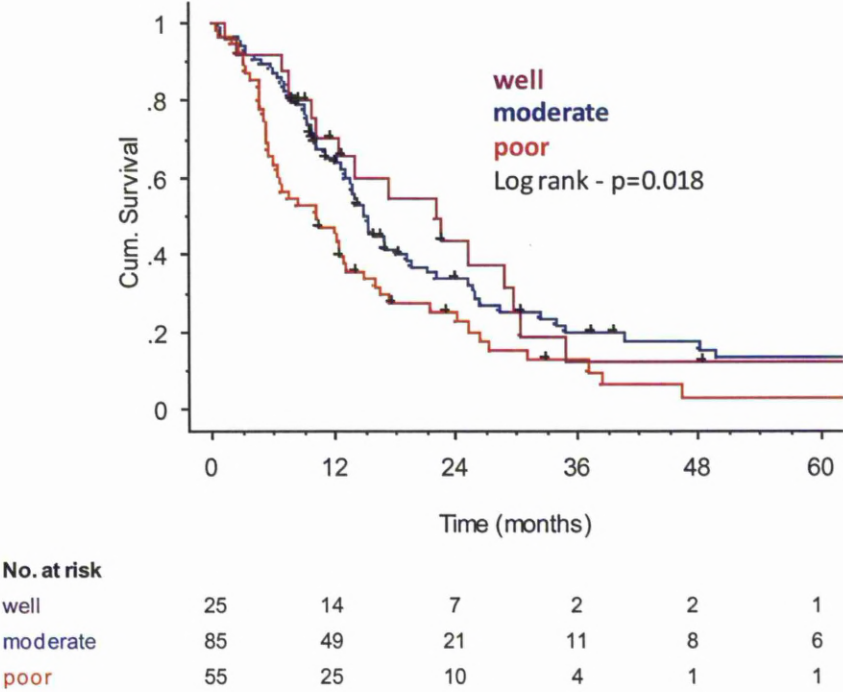 1
.8
.6
.4
.2
0
Cum. Survival
well
moderate
poor
Log rank - p=0.018
0 12 24 36 48 60
Time (months)
No. at risk
well 25 14 7 2 2 1
moderate 85 49 21 11 8 6
poor 55 25 10 4 1 1